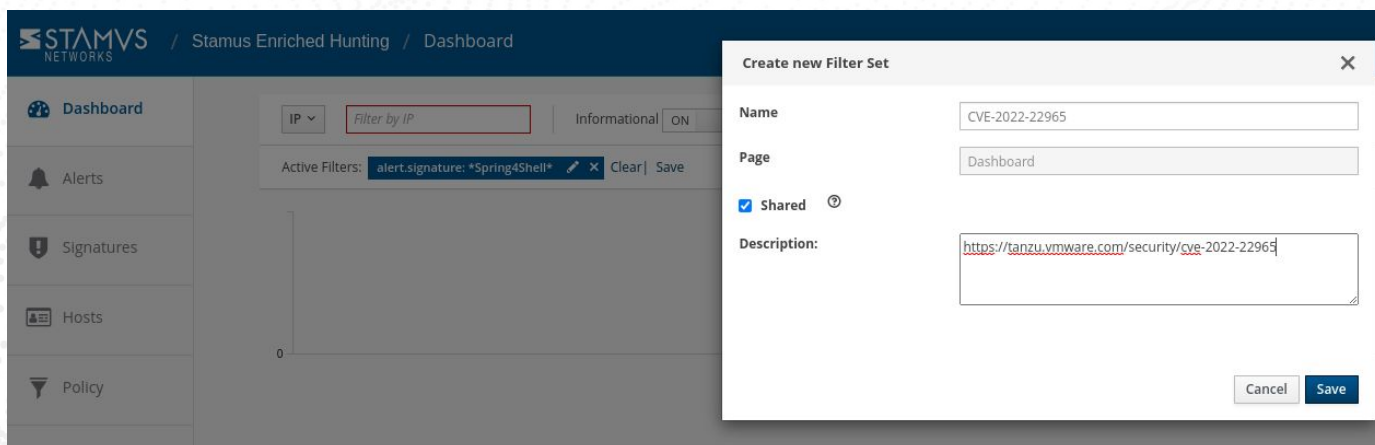 STAMVS NETWORKS / Stamus Enriched Hunting / Dashboard
Dashboard
Alerts
Signatures
Hosts
Policy
IP Filter by IP Informational ON
Active Filters: alert.signature: *Spring4Shell* Clear| Save
0
Create new Filter Set
Name CVE-2022-22965
Page Dashboard
Shared
Description: https://tanzu.vmware.com/security/cve-2022-22965
Cancel Save